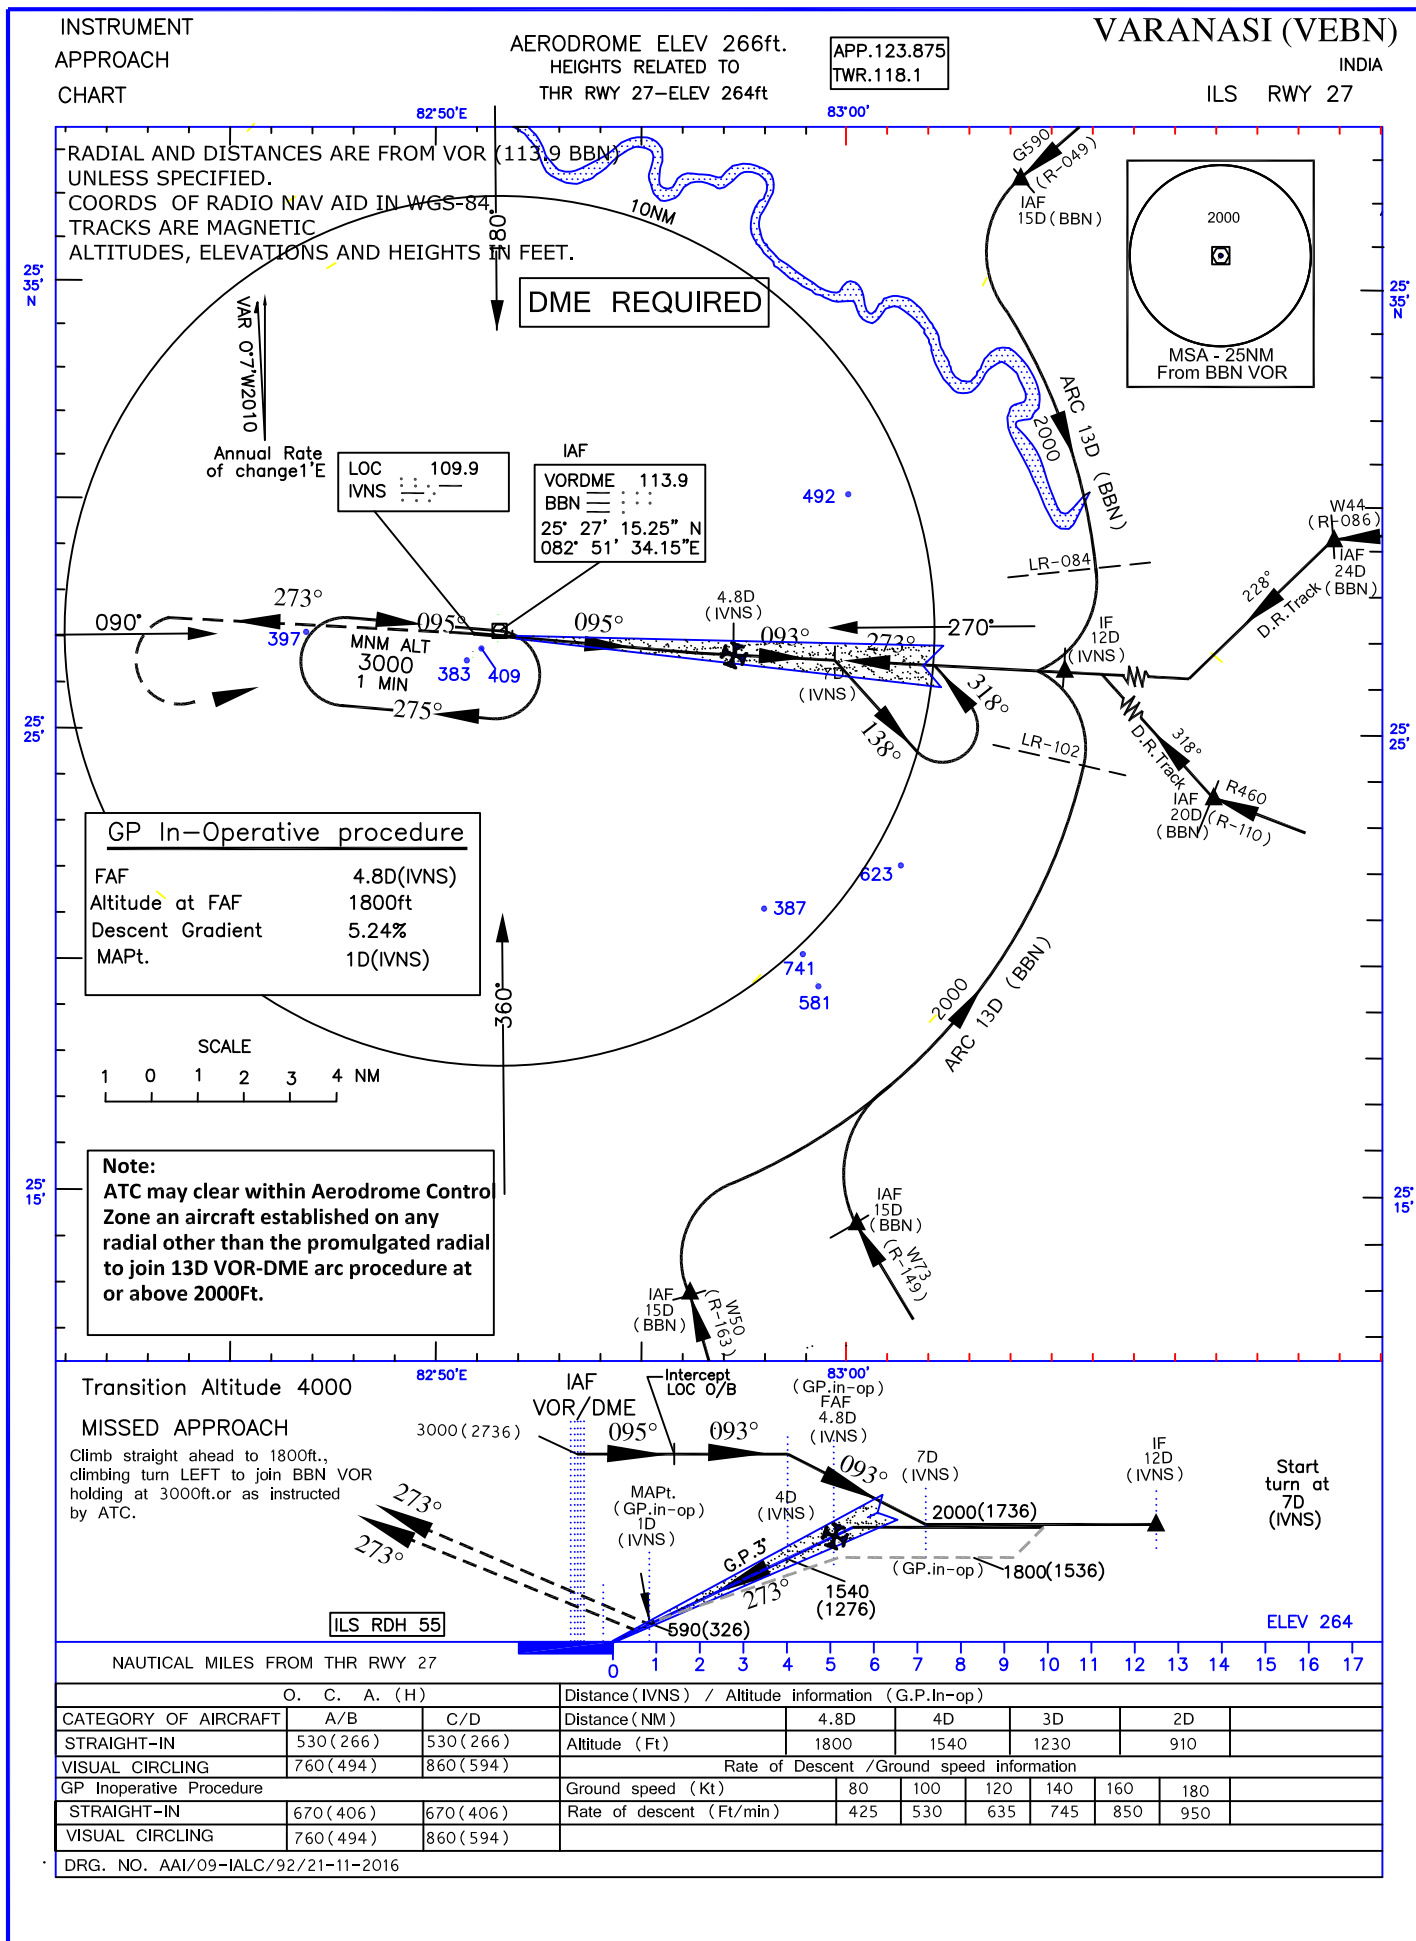 INSTRUMENT
APPROACH
CHART
AERODROME ELEV 266ft.
HEIGHTS RELATED TO
THR RWY 27-ELEV 264ft
APP.123.875
TWR.118.1
VARANASI (VEBN)
INDIA
ILS RWY 27
82°50'E
83°00'
RADIAL AND DISTANCES ARE FROM VOR (113.9 BBN)
UNLESS SPECIFIED.
COORDS OF RADIO NAV AID IN WGS-84
TRACKS ARE MAGNETIC
ALTITUDES, ELEVATIONS AND HEIGHTS IN FEET.
180°
10NM
DME REQUIRED
G590
(R-049)
IAF
15D (BBN)
2000
MSA - 25NM
From BBN VOR
25°
35'
N
25°
35'
N
VAR 0°7'W2010
Annual Rate
of change1'E
LOC 109.9
IVNS
IAF
VORDME 113.9
BBN
25° 27' 15.25" N
082° 51' 34.15"E
492
ARC 13D (BBN)
2000
W44
(R-086)
IAF
24D
(BBN)
228°
D.R.Track
LR-084
090°
273°
095°
095°
4.8D
(IVNS)
093°
273°
270°
IF
12D
(IVNS)
397
MNM ALT
3000
1 MIN
383
409
275°
7D
(IVNS)
138°
318°
LR-102
318°
D.R.Track
R460
(R-110)
IAF
20D
(BBN)
25°
25'
25°
25'
GP In-Operative procedure
FAF 4.8D(IVNS)
Altitude at FAF 1800ft
Descent Gradient 5.24%
MAPt. 1D(IVNS)
623
387
741
581
360°
2000
ARC 13D (BBN)
SCALE
1 0 1 2 3 4 NM
Note:
ATC may clear within Aerodrome Control
Zone an aircraft established on any
radial other than the promulgated radial
to join 13D VOR-DME arc procedure at
or above 2000Ft.
25°
15'
25°
15'
IAF
15D
(BBN)
W73
(R-149)
IAF
15D
(BBN)
W50
(R-163)
82°50'E
83°00'
Transition Altitude 4000
MISSED APPROACH
Climb straight ahead to 1800ft.,
climbing turn LEFT to join BBN VOR
holding at 3000ft.or as instructed
by ATC.
IAF
VOR/DME
3000(2736)
095°
Intercept
LOC O/B
093°
(GP.in-op)
FAF
4.8D
(IVNS)
093°
7D
(IVNS)
IF
12D
(IVNS)
Start
turn at
7D
(IVNS)
273°
273°
MAPt.
(GP.in-op)
1D
(IVNS)
4D
(IVNS)
2000(1736)
G.P.3°
273°
1540
(1276)
(GP.in-op)
1800(1536)
ILS RDH 55
590(326)
ELEV 264
NAUTICAL MILES FROM THR RWY 27
0 1 2 3 4 5 6 7 8 9 10 11 12 13 14 15 16 17
O. C. A. (H)
CATEGORY OF AIRCRAFT A/B C/D
STRAIGHT-IN 530(266) 530(266)
VISUAL CIRCLING 760(494) 860(594)
GP Inoperative Procedure
STRAIGHT-IN 670(406) 670(406)
VISUAL CIRCLING 760(494) 860(594)
Distance(IVNS) / Altitude information (G.P.In-op)
Distance(NM) 4.8D 4D 3D 2D
Altitude (Ft) 1800 1540 1230 910
Rate of Descent /Ground speed information
Ground speed (Kt) 80 100 120 140 160 180
Rate of descent (Ft/min) 425 530 635 745 850 950
DRG. NO. AAI/09-IALC/92/21-11-2016